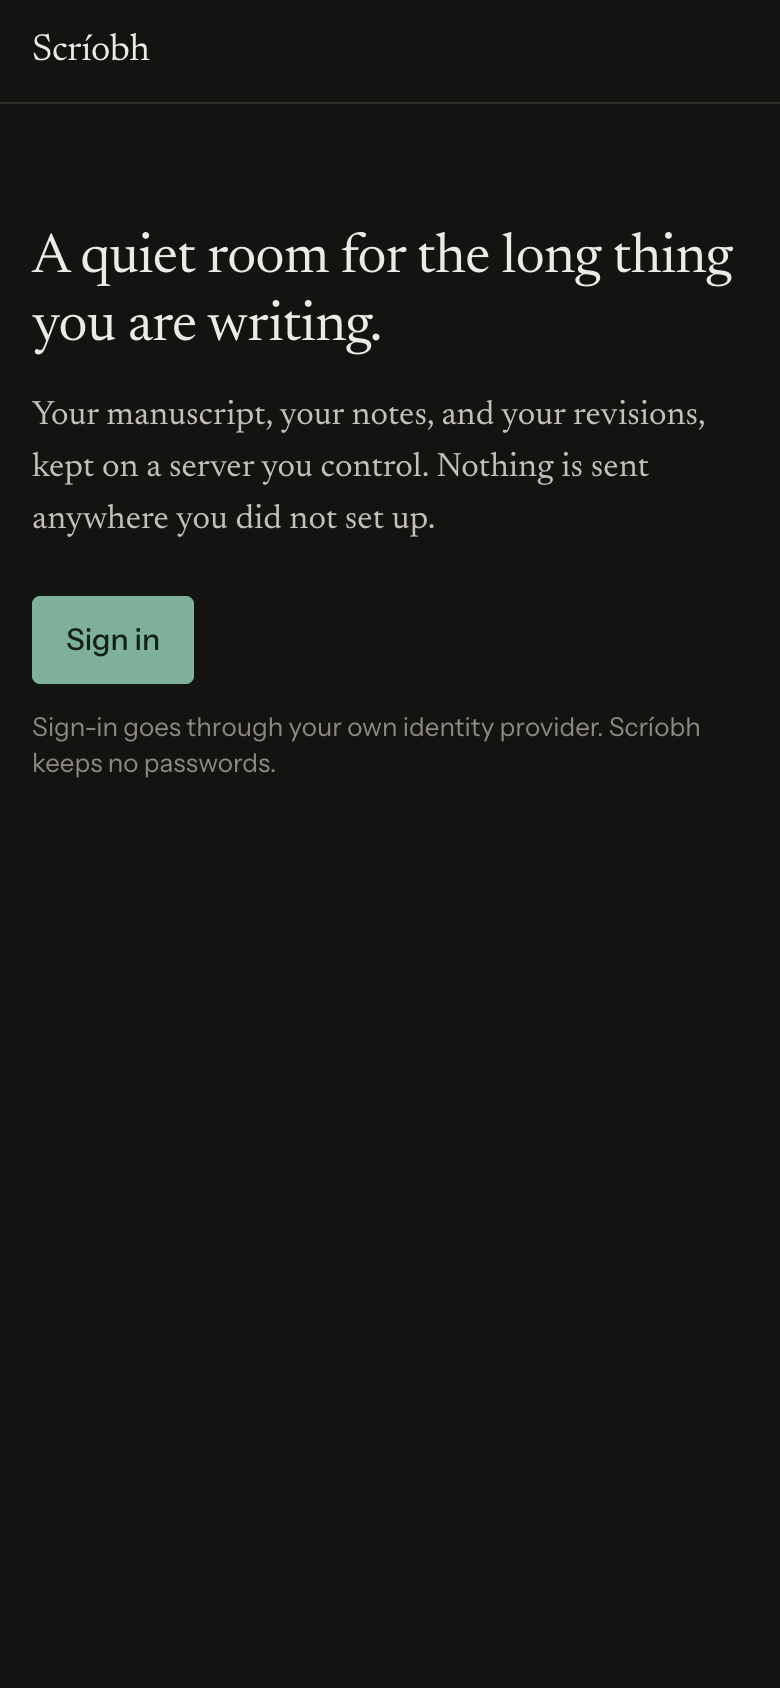 Scríobh
A quiet room for the long thing
you are writing.
Your manuscript, your notes, and your revisions,
kept on a server you control. Nothing is sent
anywhere you did not set up.
Sign in
Sign-in goes through your own identity provider. Scríobh
keeps no passwords.